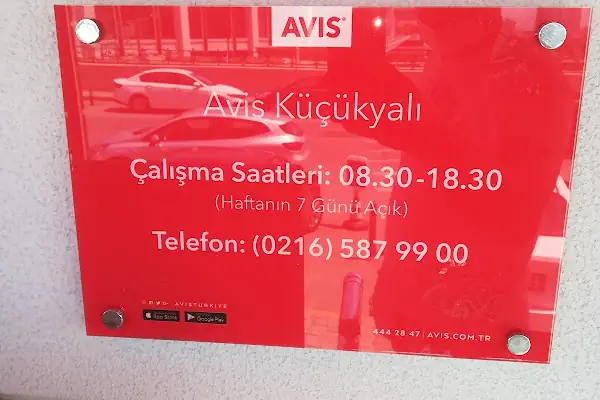 AVIS
Avis Küçükyalı
Çalışma Saatleri: 08.30-18.30
(Haftanın 7 Günü Açık)
Telefon: (0216) 587 99 00
AVISTURKIYE
App Store
Google Play
444 28 47 | AVIS.COM.TR